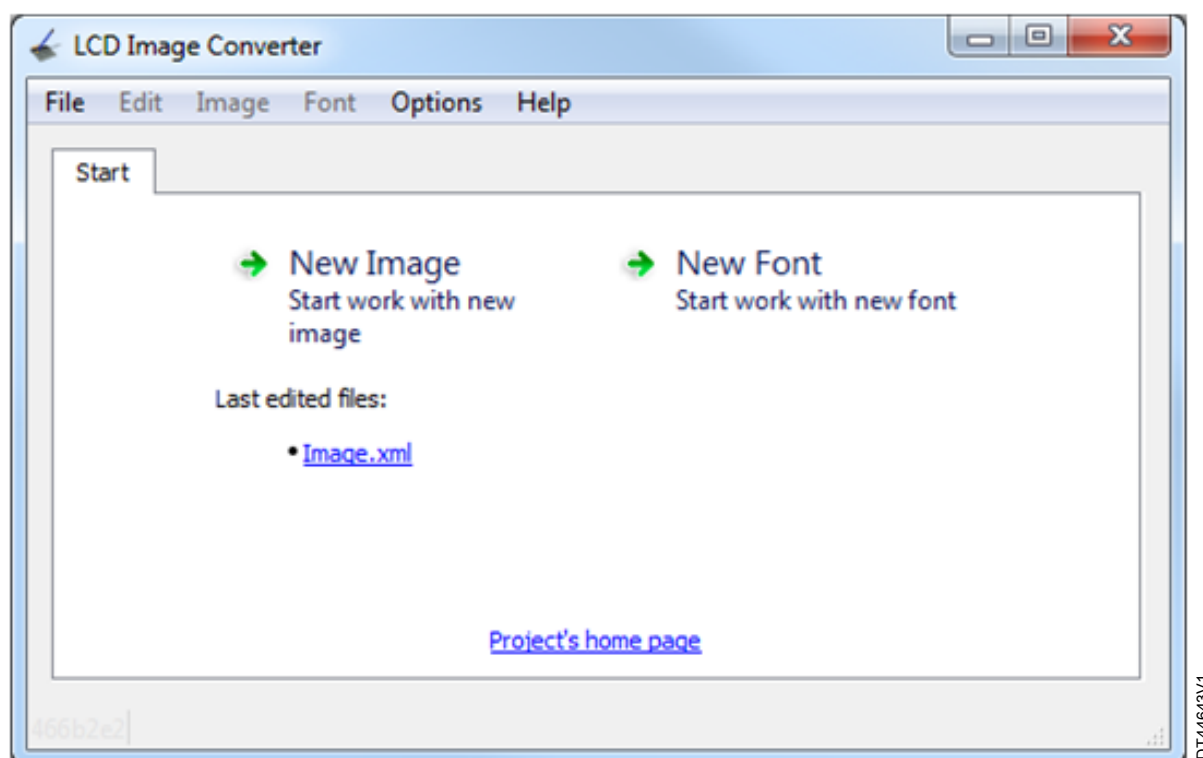 LCD Image Converter
File Edit Image Font Options Help
Start
New Image
Start work with new
image
New Font
Start work with new font
Last edited files:
• Image.xml
Project's home page
466b2e2
DT44643V1